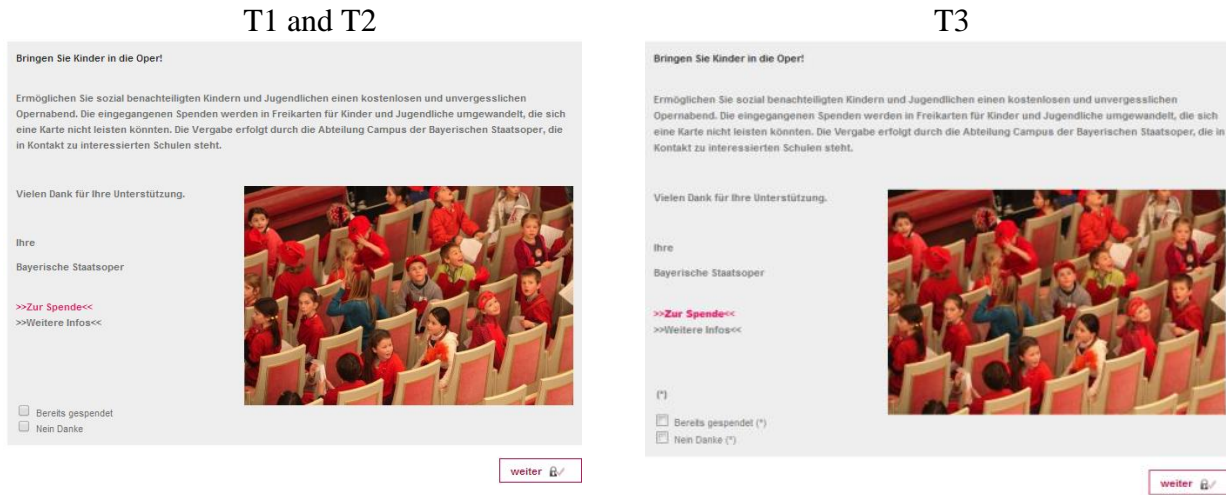 T1 and T2
Bringen Sie Kinder in die Oper!
Ermöglichen Sie sozial benachteiligten Kindern und Jugendlichen einen kostenlosen und unvergesslichen
Opernabend. Die eingegangenen Spenden werden in Freikarten für Kinder und Jugendliche umgewandelt, die sich
eine Karte nicht leisten könnten. Die Vergabe erfolgt durch die Abteilung Campus der Bayerischen Staatsoper, die
in Kontakt zu interessierten Schulen steht.
Vielen Dank für Ihre Unterstützung.
Ihre
Bayerische Staatsoper
>>Zur Spende<<
>>Weitere Infos<<
Bereits gespendet
Nein Danke
weiter
T3
Bringen Sie Kinder in die Oper!
Ermöglichen Sie sozial benachteiligten Kindern und Jugendlichen einen kostenlosen und unvergesslichen
Opernabend. Die eingegangenen Spenden werden in Freikarten für Kinder und Jugendliche umgewandelt, die sich
eine Karte nicht leisten könnten. Die Vergabe erfolgt durch die Abteilung Campus der Bayerischen Staatsoper, die in
Kontakt zu interessierten Schulen steht.
Vielen Dank für Ihre Unterstützung.
Ihre
Bayerische Staatsoper
>>Zur Spende<<
>>Weitere Infos<<
(*)
Bereits gespendet (*)
Nein Danke (*)
weiter